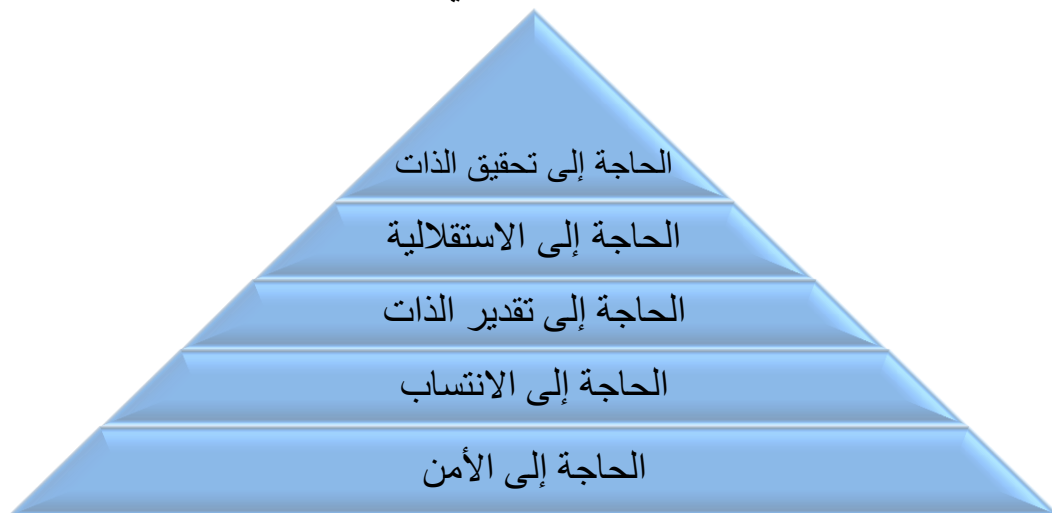 الحاجة إلى تحقيق الذات
الحاجة إلى الاستقلالية
الحاجة إلى تقدير الذات
الحاجة إلى الانتساب
الحاجة إلى الأمن